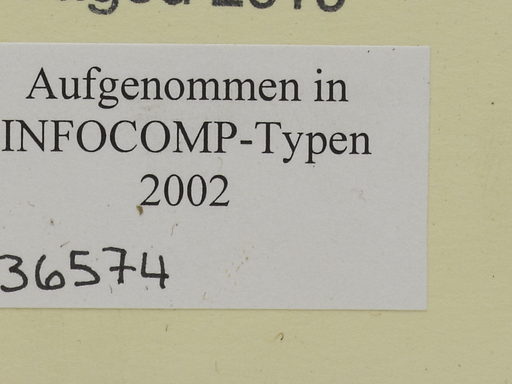 Aufgenommen in
INFOCOMP-Typen
2002
36574